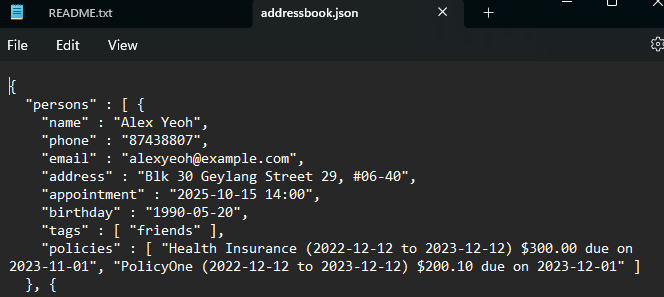 README.txt
addressbook.json
File Edit View
{
"persons" : [ {
"name" : "Alex Yeoh",
"phone" : "87438807",
"email" : "alexyeoh@example.com",
"address" : "Blk 30 Geylang Street 29, #06-40",
"appointment" : "2025-10-15 14:00",
"birthday" : "1990-05-20",
"tags" : [ "friends" ],
"policies" : [ "Health Insurance (2022-12-12 to 2023-12-12) $300.00 due on
2023-11-01", "PolicyOne (2022-12-12 to 2023-12-12) $200.10 due on 2023-12-01" ]
}, {